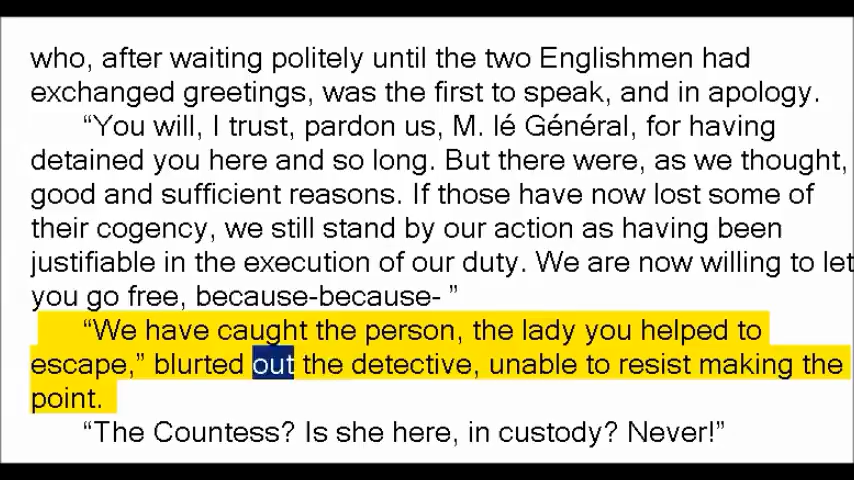 who, after waiting politely until the two Englishmen had
exchanged greetings, was the first to speak, and in apology.
“You will, I trust, pardon us, M. lé Général, for having
detained you here and so long. But there were, as we thought,
good and sufficient reasons. If those have now lost some of
their cogency, we still stand by our action as having been
justifiable in the execution of our duty. We are now willing to let
you go free, because-because- ”
“We have caught the person, the lady you helped to
escape,” blurted out the detective, unable to resist making the
point.
“The Countess? Is she here, in custody? Never!”